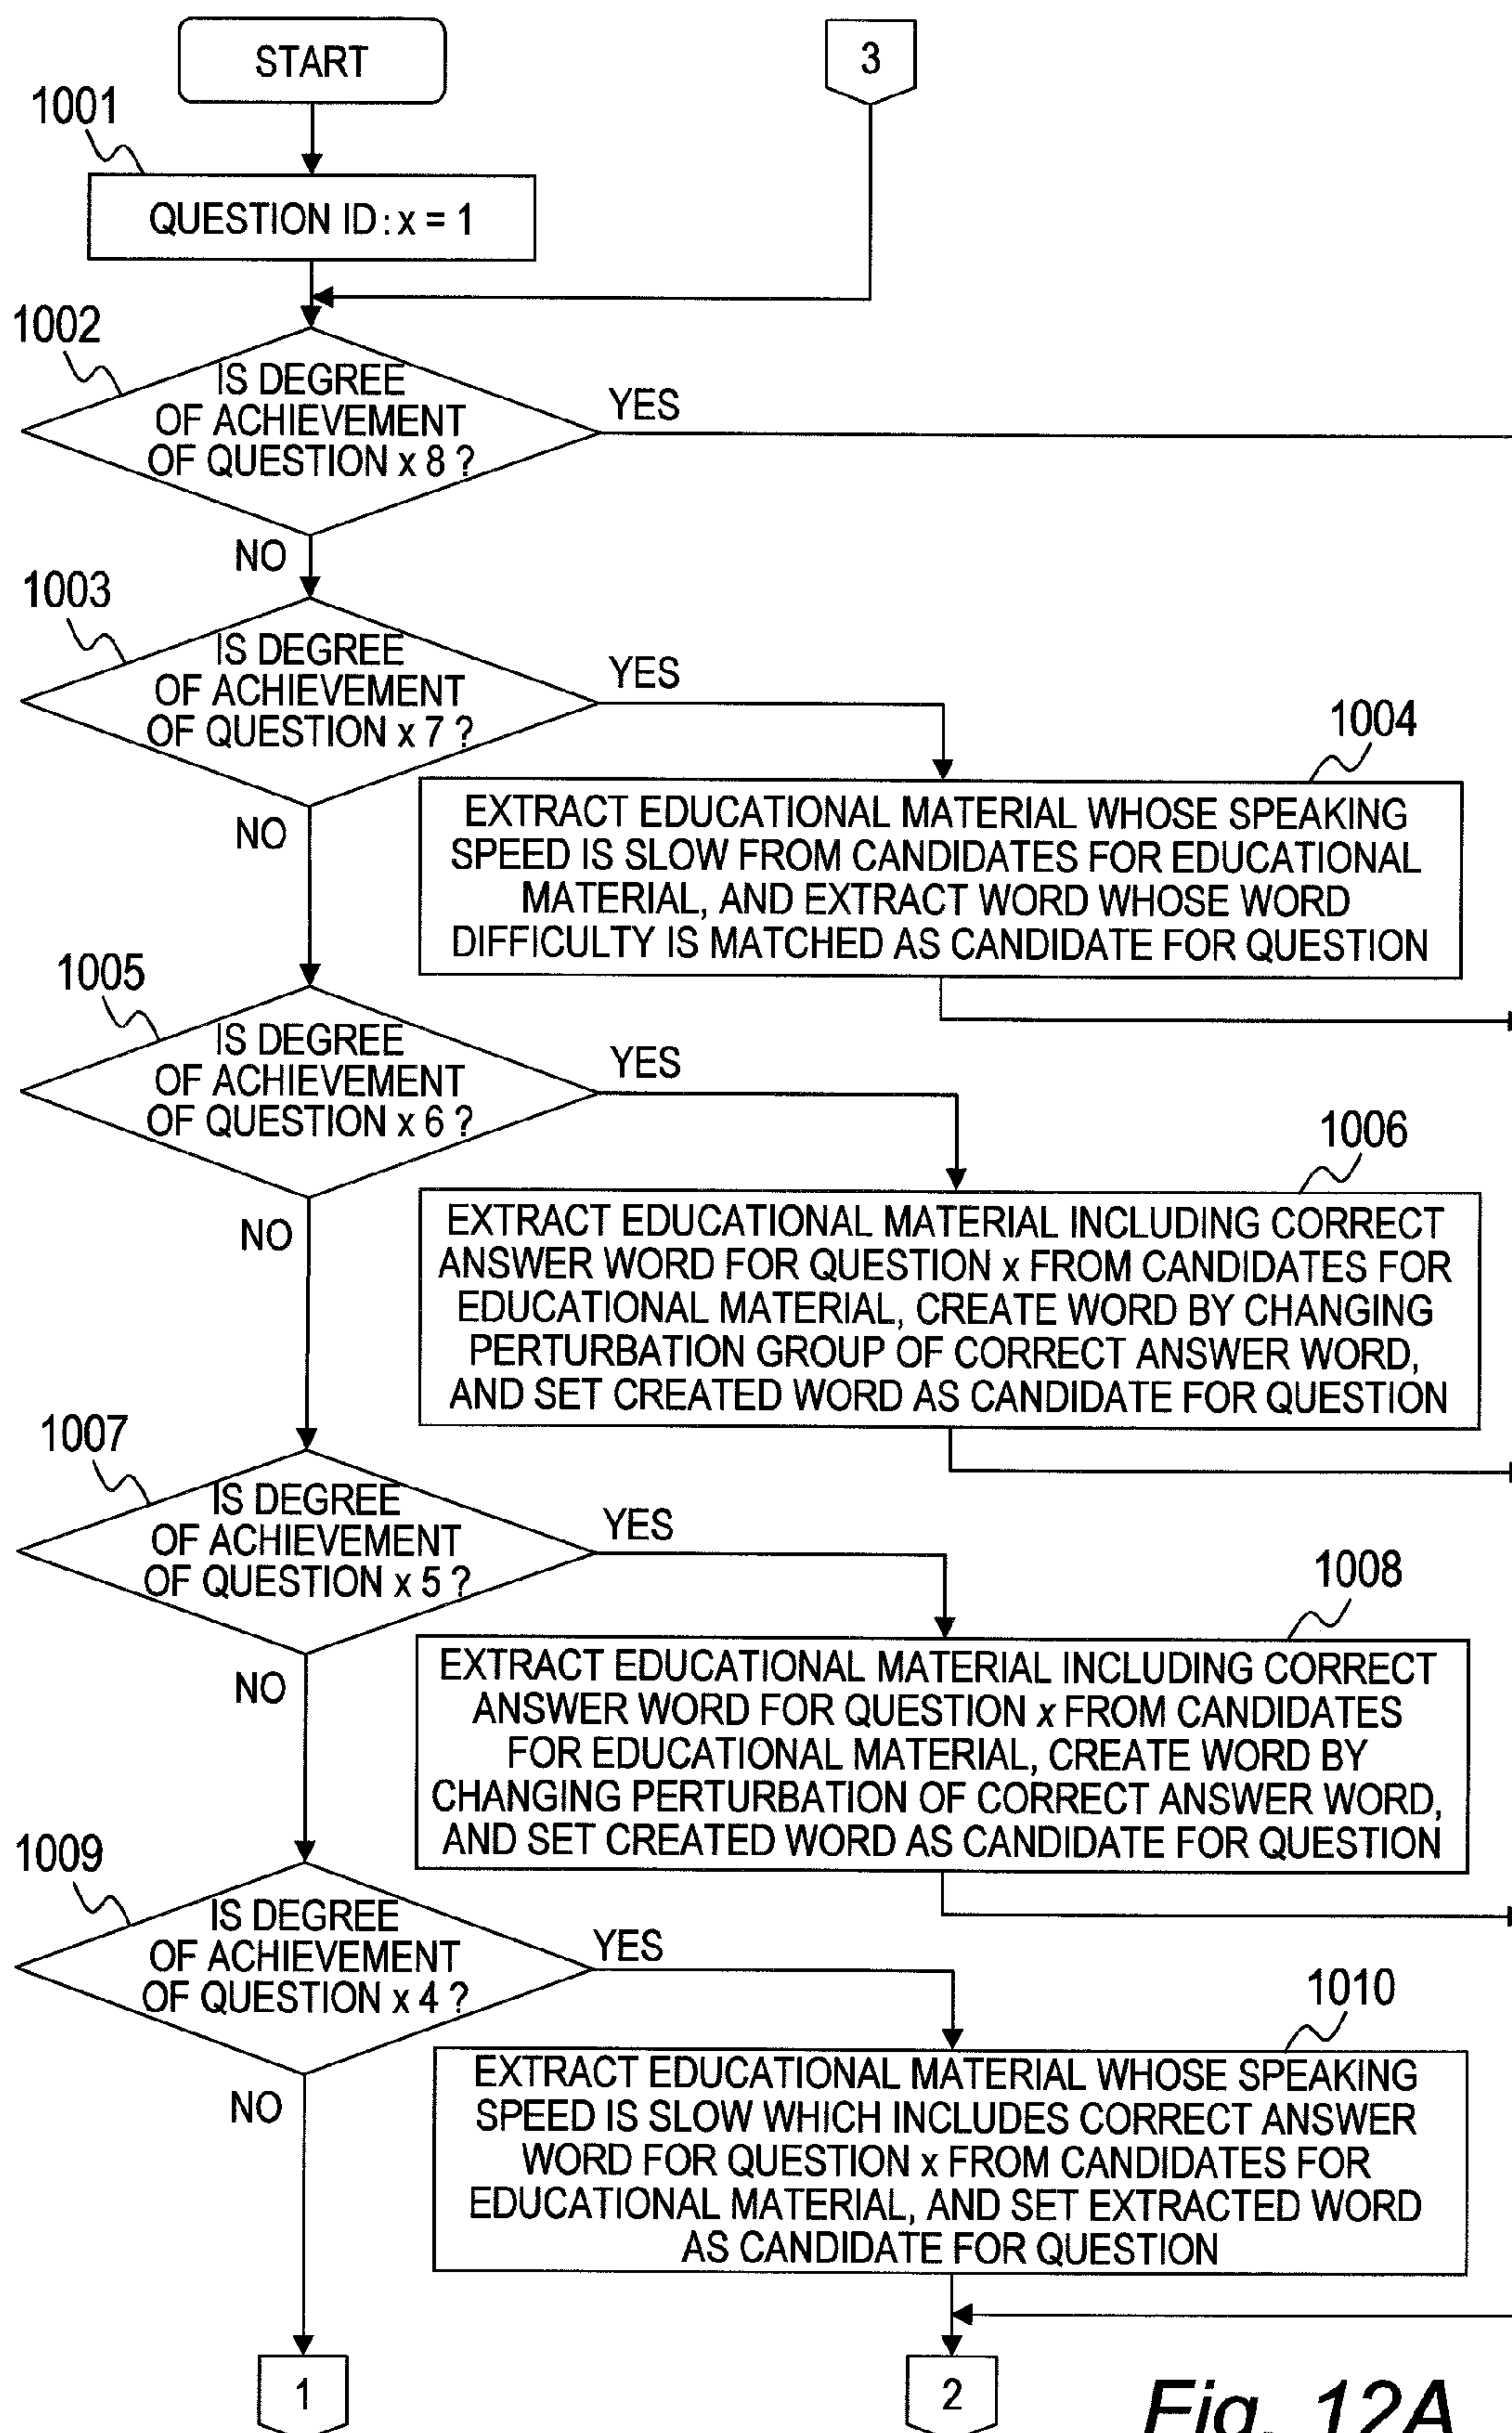 START
3
1001
QUESTION ID : x = 1
1002
IS DEGREE
OF ACHIEVEMENT
OF QUESTION x 8 ?
YES
NO
1003
IS DEGREE
OF ACHIEVEMENT
OF QUESTION x 7 ?
YES
NO
1004
EXTRACT EDUCATIONAL MATERIAL WHOSE SPEAKING
SPEED IS SLOW FROM CANDIDATES FOR EDUCATIONAL
MATERIAL, AND EXTRACT WORD WHOSE WORD
DIFFICULTY IS MATCHED AS CANDIDATE FOR QUESTION
1005
IS DEGREE
OF ACHIEVEMENT
OF QUESTION x 6 ?
YES
NO
1006
EXTRACT EDUCATIONAL MATERIAL INCLUDING CORRECT
ANSWER WORD FOR QUESTION x FROM CANDIDATES FOR
EDUCATIONAL MATERIAL, CREATE WORD BY CHANGING
PERTURBATION GROUP OF CORRECT ANSWER WORD,
AND SET CREATED WORD AS CANDIDATE FOR QUESTION
1007
IS DEGREE
OF ACHIEVEMENT
OF QUESTION x 5 ?
YES
NO
1008
EXTRACT EDUCATIONAL MATERIAL INCLUDING CORRECT
ANSWER WORD FOR QUESTION x FROM CANDIDATES
FOR EDUCATIONAL MATERIAL, CREATE WORD BY
CHANGING PERTURBATION OF CORRECT ANSWER WORD,
AND SET CREATED WORD AS CANDIDATE FOR QUESTION
1009
IS DEGREE
OF ACHIEVEMENT
OF QUESTION x 4 ?
YES
NO
1010
EXTRACT EDUCATIONAL MATERIAL WHOSE SPEAKING
SPEED IS SLOW WHICH INCLUDES CORRECT ANSWER
WORD FOR QUESTION x FROM CANDIDATES FOR
EDUCATIONAL MATERIAL, AND SET EXTRACTED WORD
AS CANDIDATE FOR QUESTION
1
2
Fig. 12A